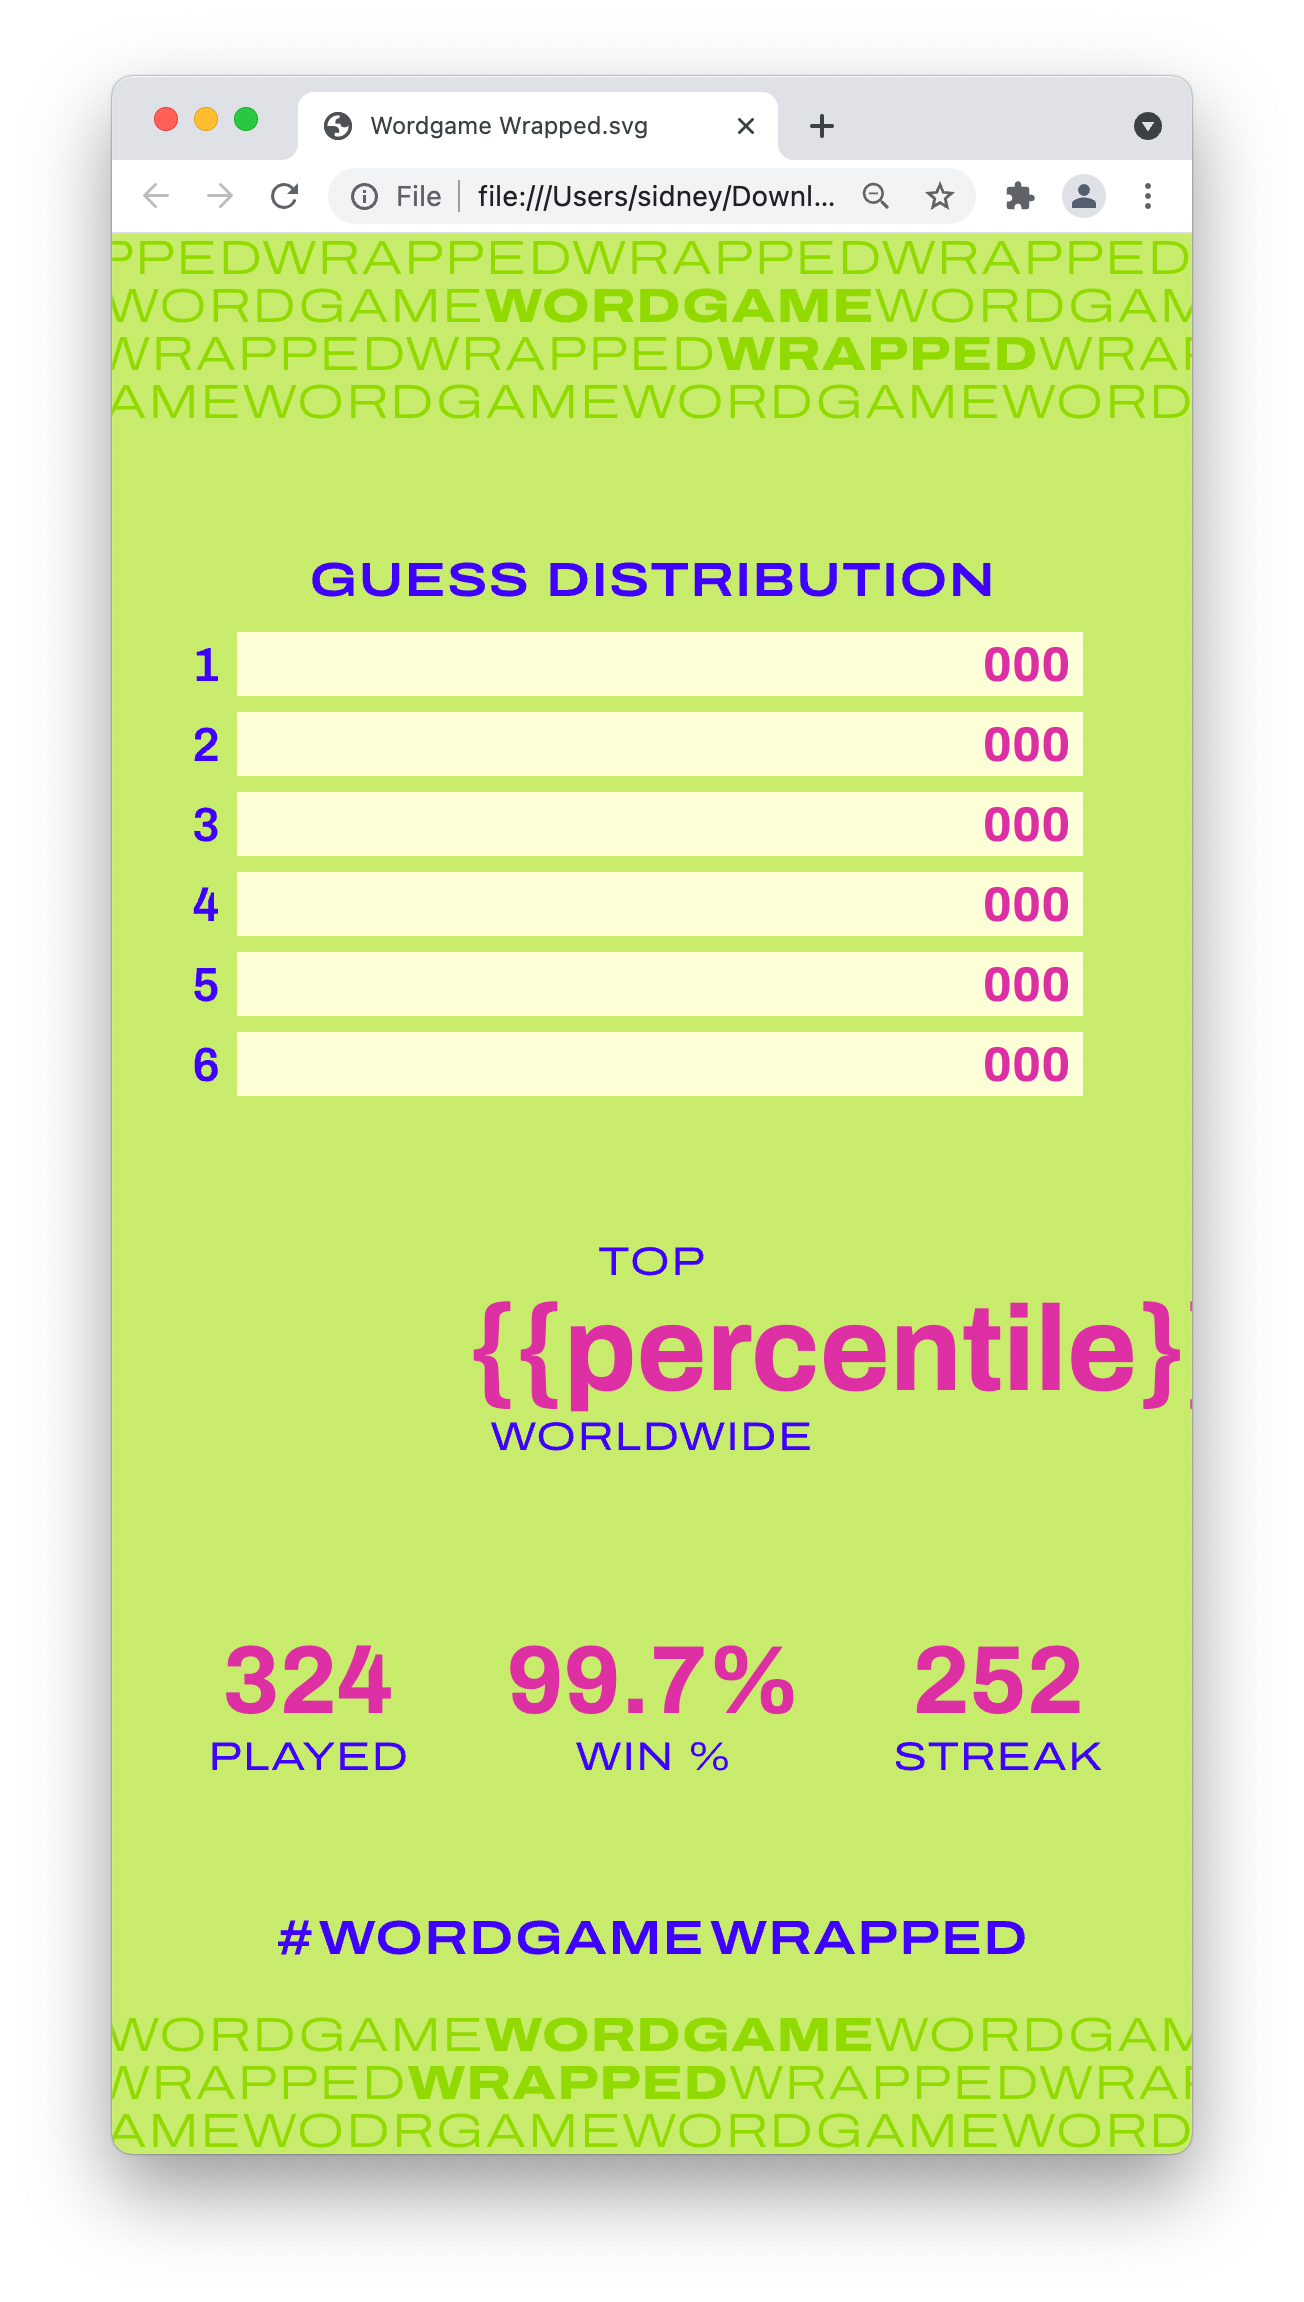 Wordgame Wrapped.svg
File file:///Users/sidney/Downl...
PPEDWRAPPEDWRAPPEDWRAPPED
WORDGAMEWORDGAMEWORDGAM
WRAPPEDWRAPPEDWRAPPEDWRAP
AMEWORDGAMEWORDGAMEWORD
GUESS DISTRIBUTION
1 000
2 000
3 000
4 000
5 000
6 000
TOP
{{percentile}}
WORLDWIDE
324 99.7% 252
PLAYED WIN % STREAK
#WORDGAMEWRAPPED
WORDGAMEWORDGAMEWORDGAM
WRAPPEDWRAPPEDWRAPPEDWRAP
AMEWODRGAMEWORDGAMEWORD